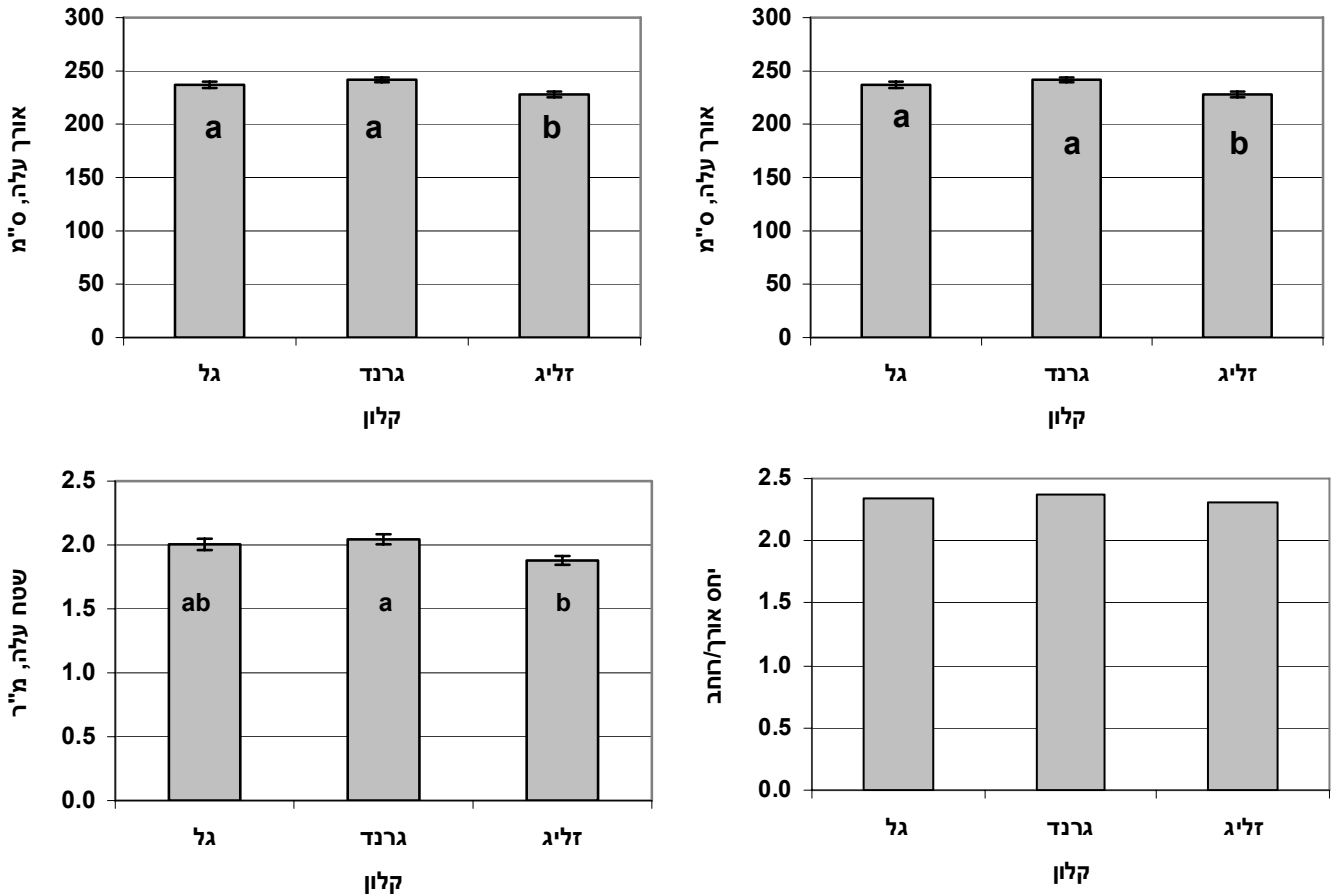 300
250
200
150
100
50
0
אורך עלה, ס"מ
a a b
גל גרנד זליג
קלון
300
250
200
150
100
50
0
אורך עלה, ס"מ
a a b
גל גרנד זליג
קלון
2.5
2.0
1.5
1.0
0.5
0.0
שטח עלה, מ"ר
ab a b
גל גרנד זליג
קלון
2.5
2.0
1.5
1.0
0.5
0.0
יחס אורך/רוחב
גל גרנד זליג
קלון